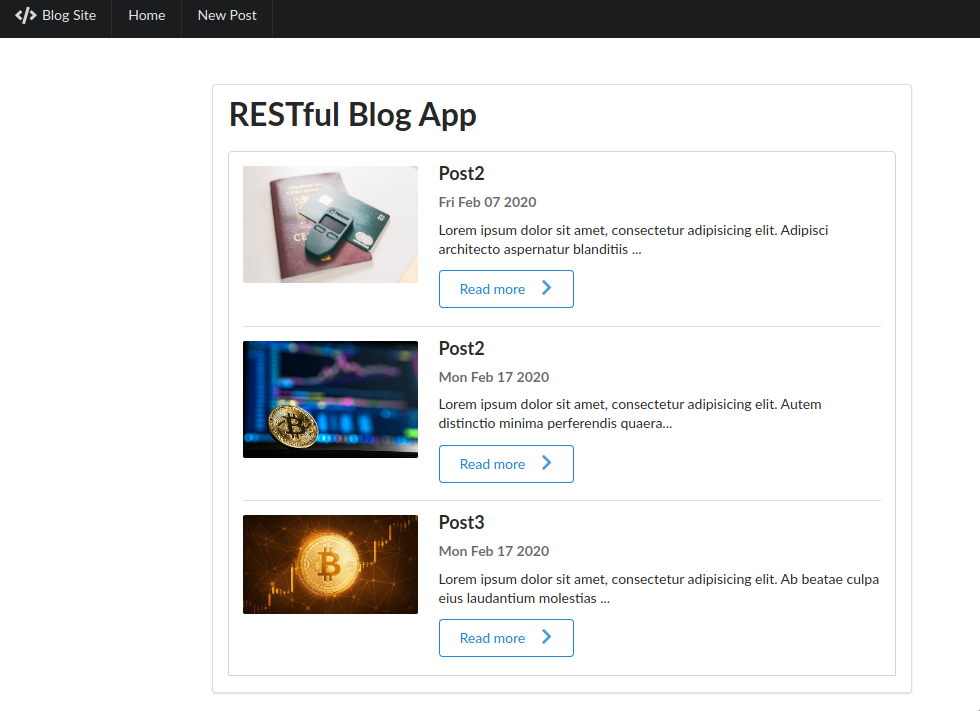 Blog Site Home New Post
RESTful Blog App
Post2
Fri Feb 07 2020
Lorem ipsum dolor sit amet, consectetur adipisicing elit. Adipisci
architecto aspernatur blanditiis ...
Read more
Post2
Mon Feb 17 2020
Lorem ipsum dolor sit amet, consectetur adipisicing elit. Autem
distinctio minima perferendis quaera...
Read more
Post3
Mon Feb 17 2020
Lorem ipsum dolor sit amet, consectetur adipisicing elit. Ab beatae culpa
eius laudantium molestias ...
Read more